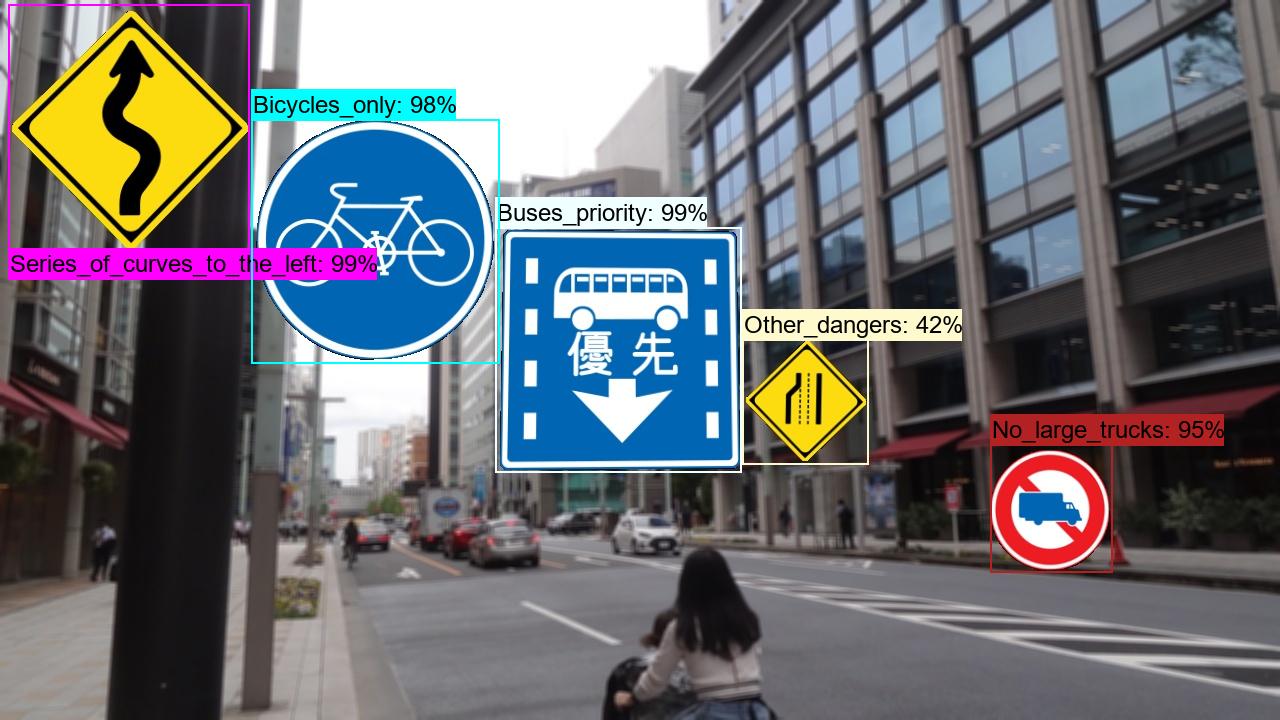 Bicycles_only: 98%
Buses_priority: 99%
Series_of_curves_to_the_left: 99%
優先
Other_dangers: 42%
No_large_trucks: 95%